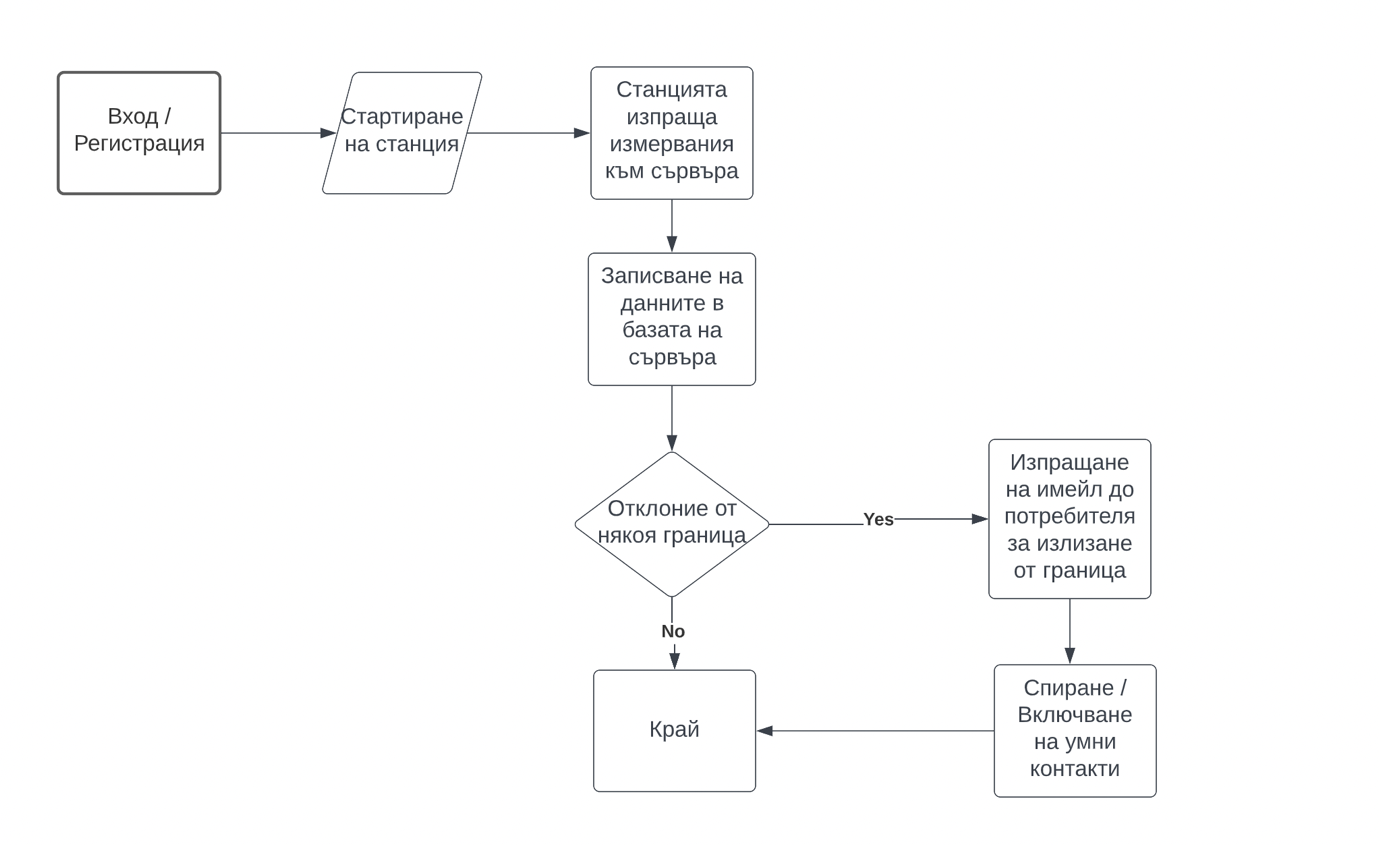 Вход /
Регистрация
Стартиране
на станция
Станцията
изпраща
измервания
към сървъра
Записване на
данните в
базата на
сървъра
Отклоние от
някоя граница
Yes
Изпращане
на имейл до
потребителя
за излизане
от граница
No
Край
Спиране /
Включване
на умни
контакти